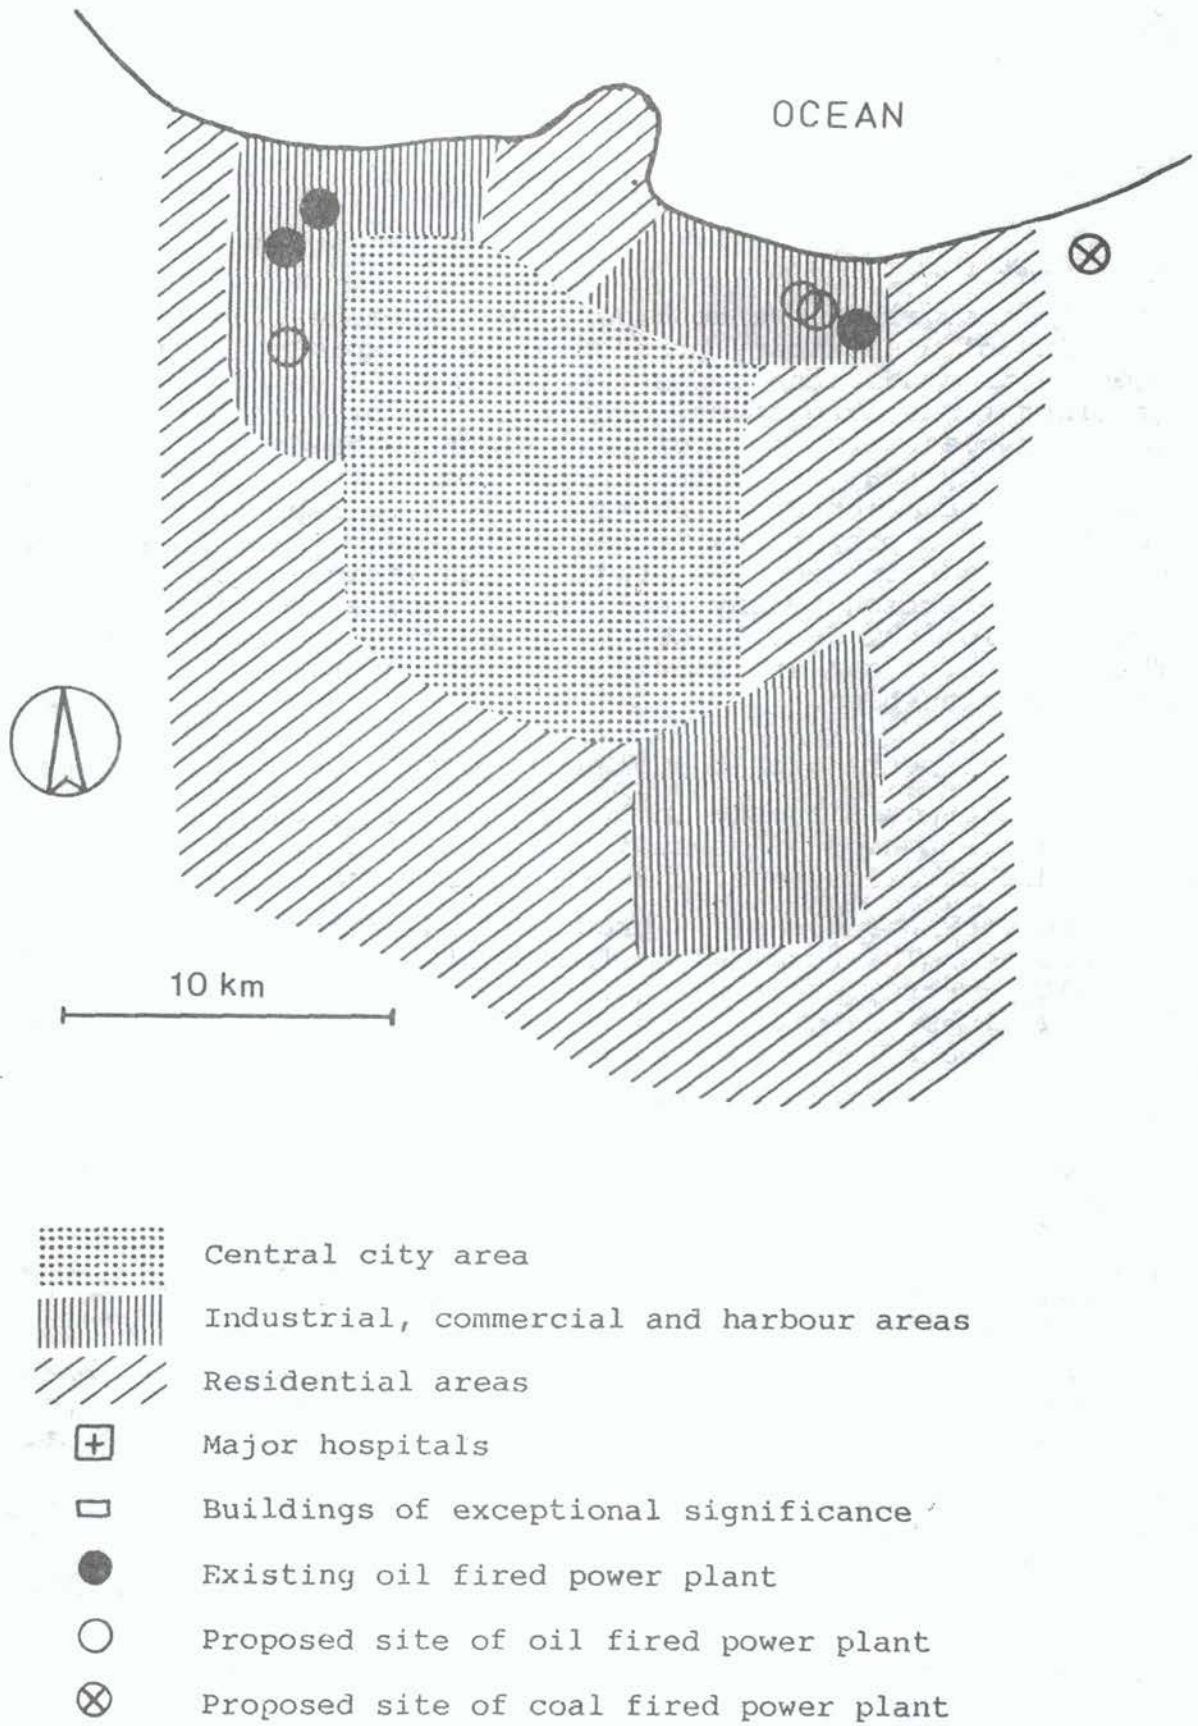 OCEAN
10 km
Central city area
Industrial, commercial and harbour areas
Residential areas
Major hospitals
Buildings of exceptional significance
Existing oil fired power plant
Proposed site of oil fired power plant
Proposed site of coal fired power plant